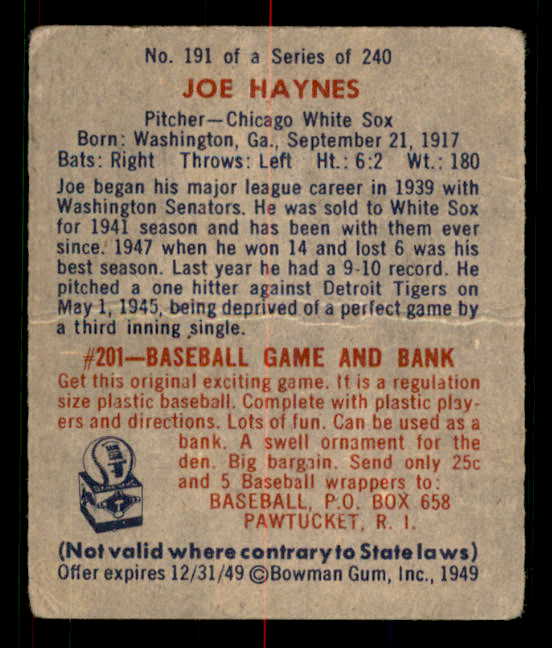 No. 191 of a Series of 240
JOE HAYNES
Pitcher—Chicago White Sox
Born: Washington, Ga., September 21, 1917
Bats: Right Throws: Left Ht.: 6:2 Wt.: 180
Joe began his major league career in 1939 with
Washington Senators. He was sold to White Sox
for 1941 season and has been with them ever
since. 1947 when he won 14 and lost 6 was his
best season. Last year he had a 9-10 record. He
pitched a one hitter against Detroit Tigers on
May 1, 1945, being deprived of a perfect game by
a third inning single.
#201—BASEBALL GAME AND BANK
Get this original exciting game. It is a regulation
size plastic baseball. Complete with plastic play-
ers and directions. Lots of fun. Can be used as a
bank. A swell ornament for the
den. Big bargain. Send only 25c
and 5 Baseball wrappers to:
BASEBALL, P.O. BOX 658
PAWTUCKET, R. I.
(Not valid where contrary to State laws)
Offer expires 12/31/49 ©Bowman Gum, Inc., 1949